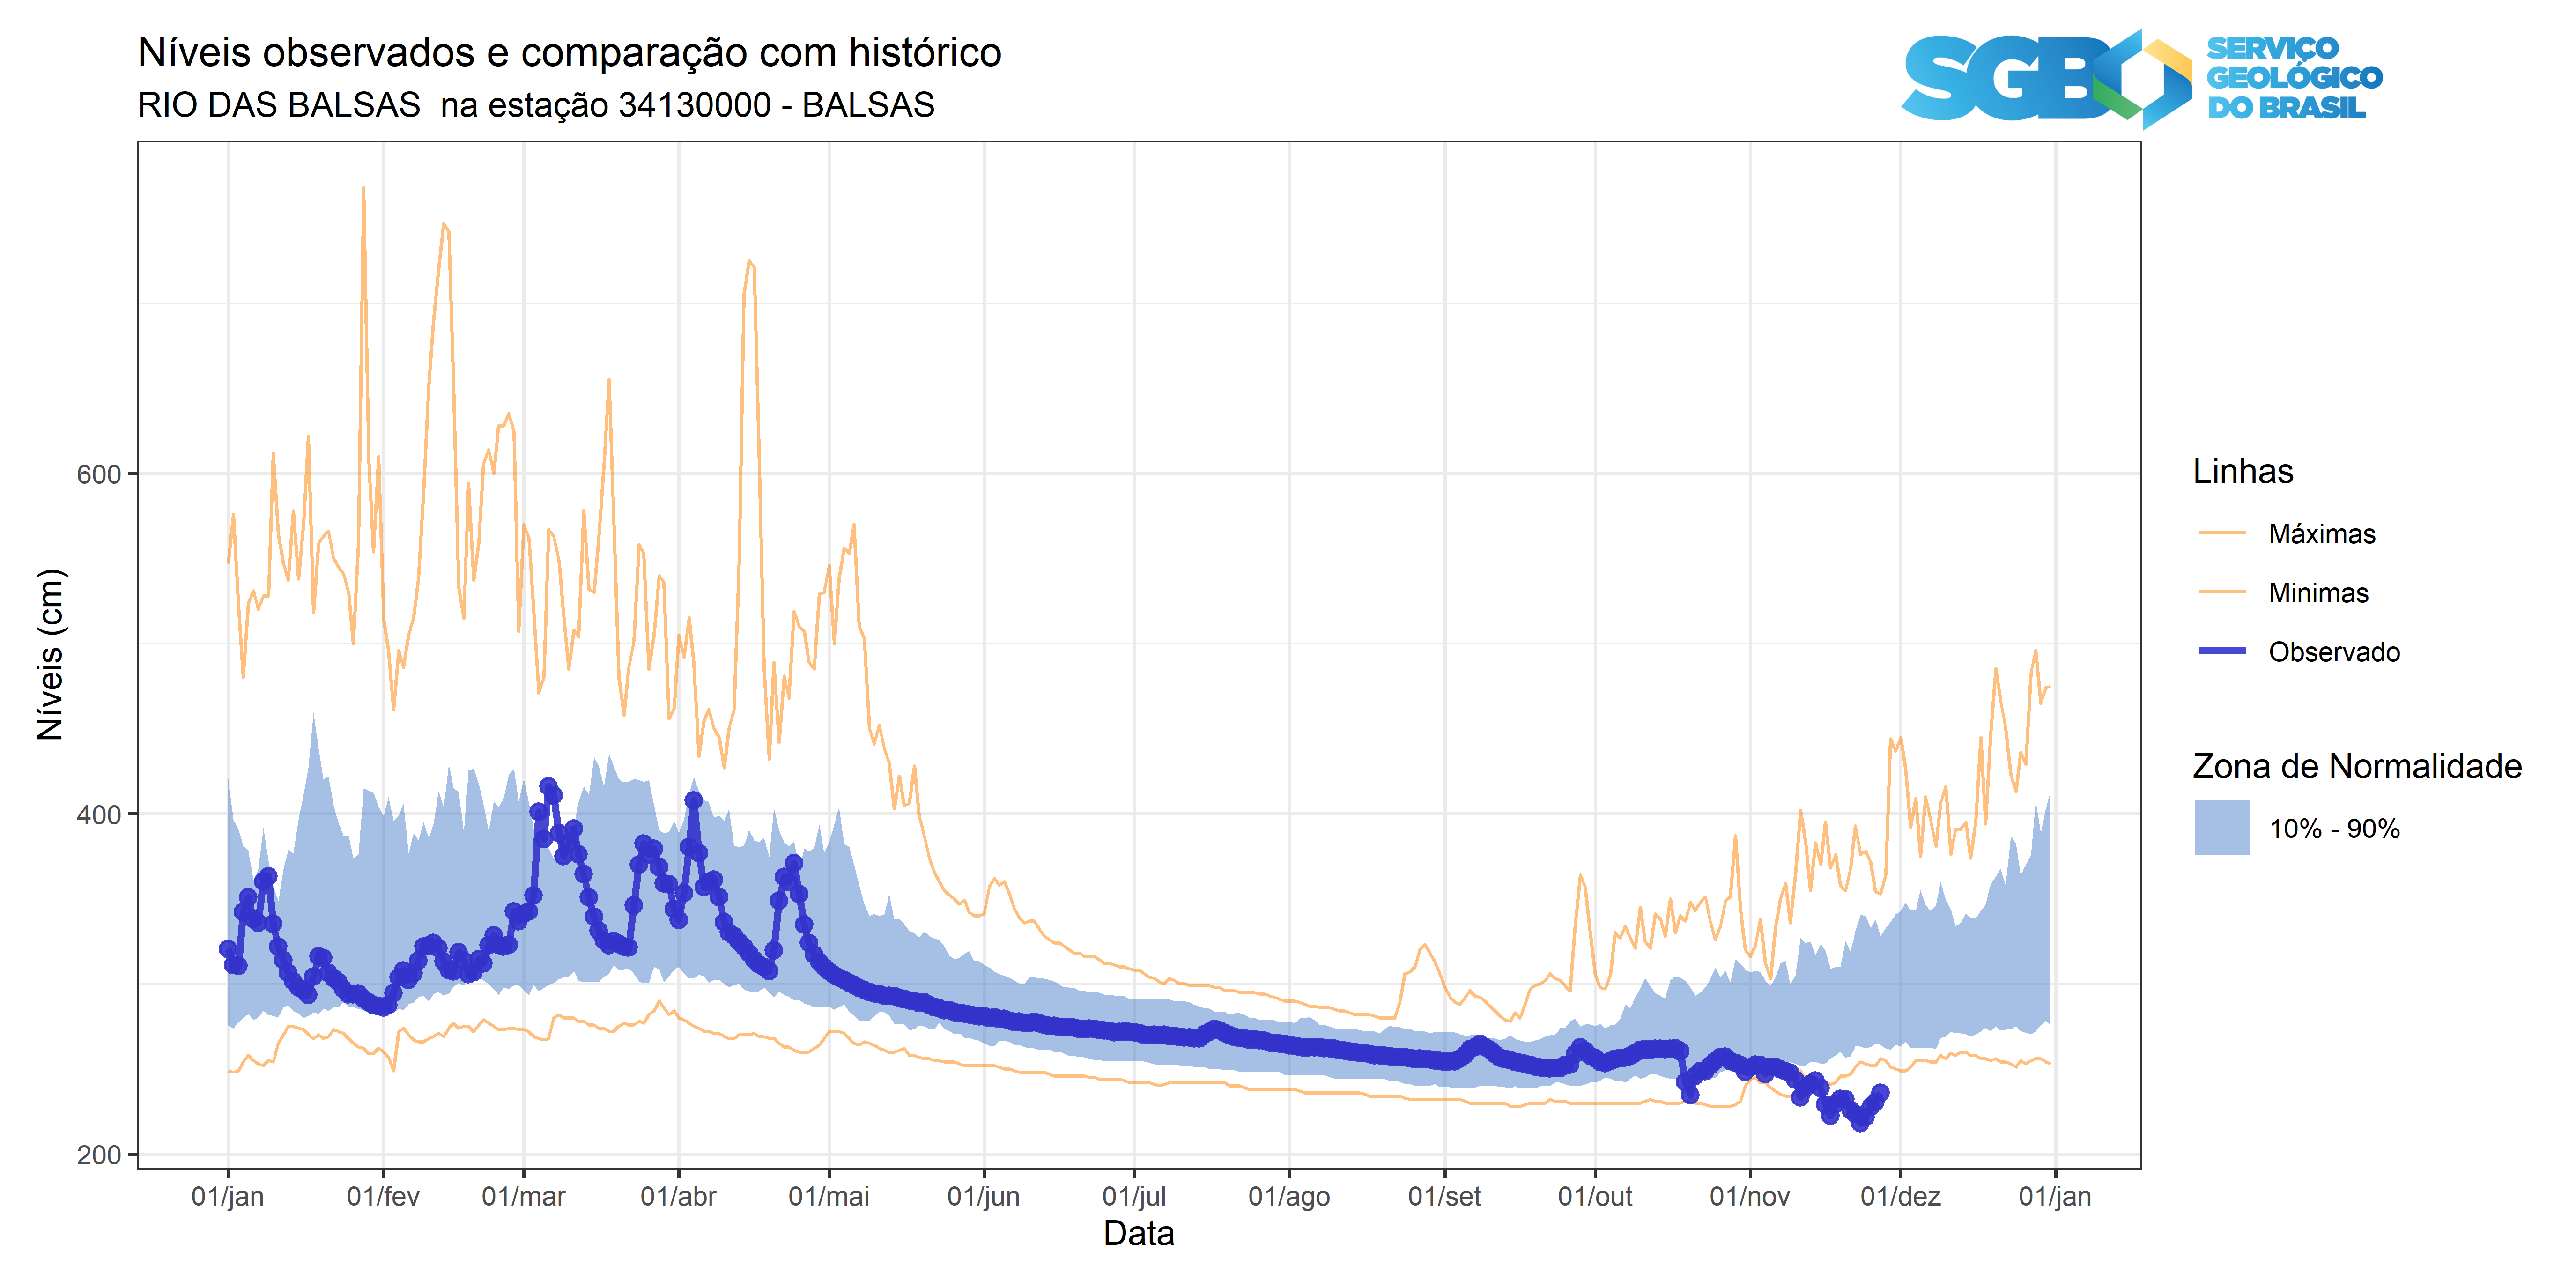 Níveis observados e comparação com histórico
RIO DAS BALSAS  na estação 34130000 - BALSAS
SGB
SERVIÇO
GEOLÓGICO
DO BRASIL
Níveis (cm)
600
400
200
01/jan
01/fev
01/mar
01/abr
01/mai
01/jun
01/jul
01/ago
01/set
01/out
01/nov
01/dez
01/jan
Data
Linhas
Máximas
Minimas
Observado
Zona de Normalidade
10% - 90%